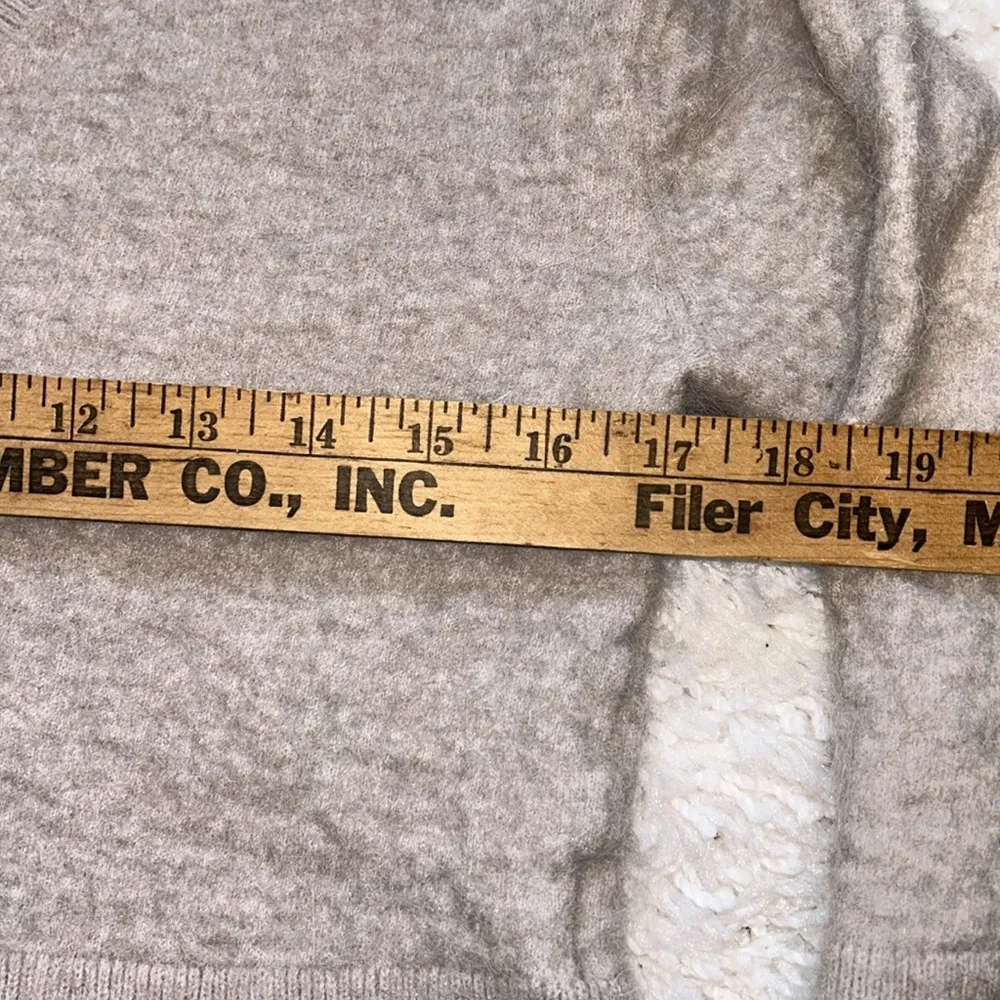 12 13 14 15 16 17 18 19
MBER CO., INC. Filer City, M